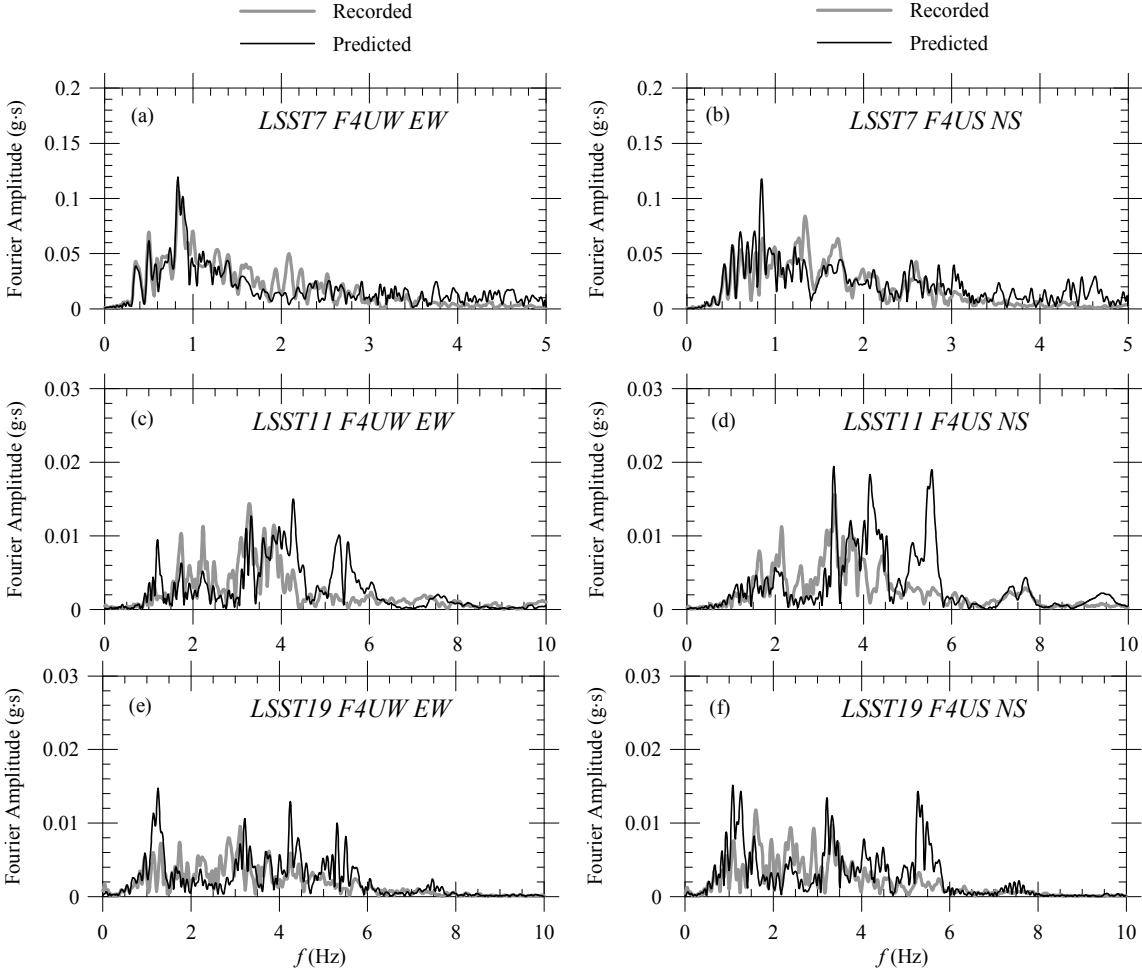 Recorded
Predicted
Recorded
Predicted
Fourier Amplitude (g·s)
0.2
0.15
0.1
0.05
0
(a)
LSST7 F4UW EW
0 1 2 3 4 5
Fourier Amplitude (g·s)
0.2
0.15
0.1
0.05
0
(b)
LSST7 F4US NS
0 1 2 3 4 5
Fourier Amplitude (g·s)
0.03
0.02
0.01
0
(c)
LSST11 F4UW EW
0 2 4 6 8 10
Fourier Amplitude (g·s)
0.03
0.02
0.01
0
(d)
LSST11 F4US NS
0 2 4 6 8 10
Fourier Amplitude (g·s)
0.03
0.02
0.01
0
(e)
LSST19 F4UW EW
0 2 4 6 8 10
f (Hz)
Fourier Amplitude (g·s)
0.03
0.02
0.01
0
(f)
LSST19 F4US NS
0 2 4 6 8 10
f (Hz)